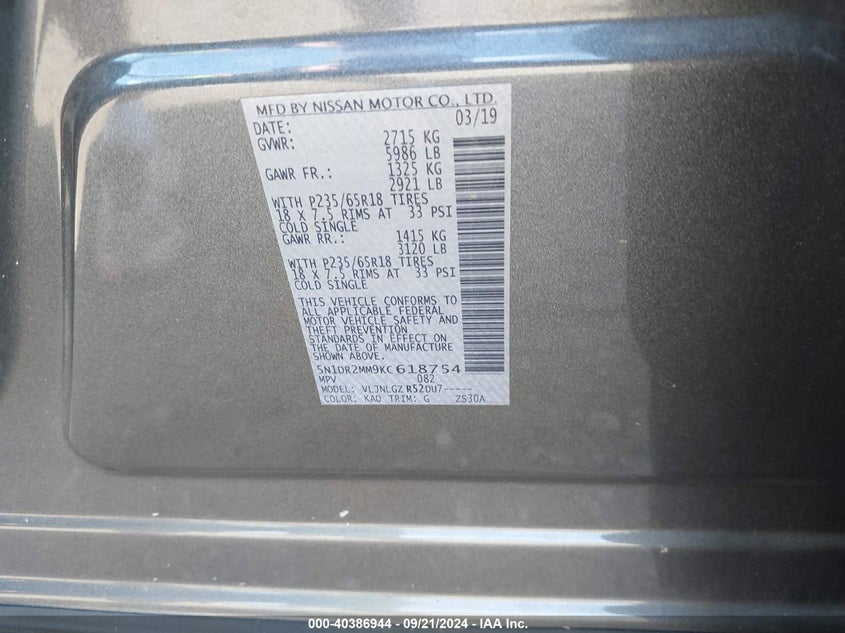 MFD BY NISSAN MOTOR CO., LTD.
DATE: 03/19
GVWR: 2715 KG
5986 LB
GAWR FR.: 1325 KG
2921 LB
WITH P235/65R18 TIRES
18 X 7.5 RIMS AT 33 PSI
COLD SINGLE
GAWR RR.: 1415 KG
3120 LB
WITH P235/65R18 TIRES
18 X 7.5 RIMS AT 33 PSI
COLD SINGLE
THIS VEHICLE CONFORMS TO
ALL APPLICABLE FEDERAL
MOTOR VEHICLE SAFETY AND
THEFT PREVENTION
STANDARDS IN EFFECT ON
THE DATE OF MANUFACTURE
SHOWN ABOVE.
5N1DR2MM9KC618754
MPV 082
MODEL: VLJNLGZ R52DU7-----
COLOR: KAD TRIM: G ZS30A
000-40386944 - 09/21/2024 - IAA Inc.